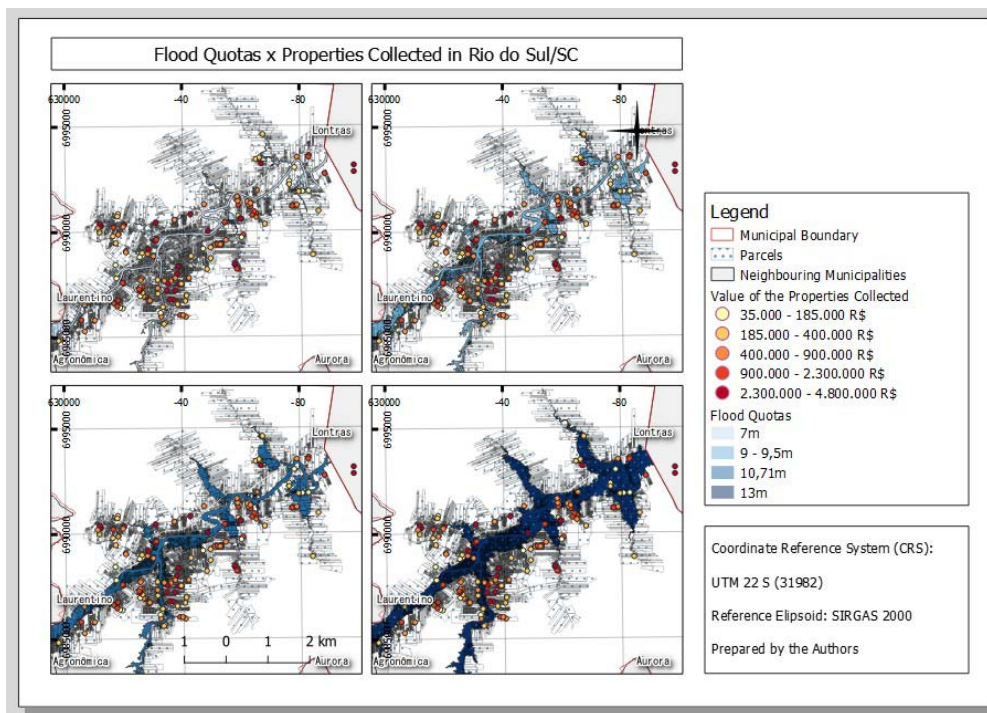 Flood Quotas x Properties Collected in Rio do Sul/SC
630000
-40
-80
6995000
6990000
6985000
Lontras
Laurentino
Agronômica
Aurora
630000
-40
-80
6995000
6990000
6985000
Lontras
Laurentino
Agronômica
Aurora
630000
-40
-80
6995000
6990000
6985000
Lontras
Laurentino
Agronômica
Aurora
1 0 1 2 km
630000
-40
-80
6995000
6990000
6985000
Lontras
Laurentino
Agronômica
Aurora
Legend
Municipal Boundary
Parcels
Neighbouring Municipalities
Value of the Properties Collected
35.000 - 185.000 R$
185.000 - 400.000 R$
400.000 - 900.000 R$
900.000 - 2.300.000 R$
2.300.000 - 4.800.000 R$
Flood Quotas
7m
9 - 9,5m
10,71m
13m
Coordinate Reference System (CRS):
UTM 22 S (31982)
Reference Elipsoid: SIRGAS 2000
Prepared by the Authors